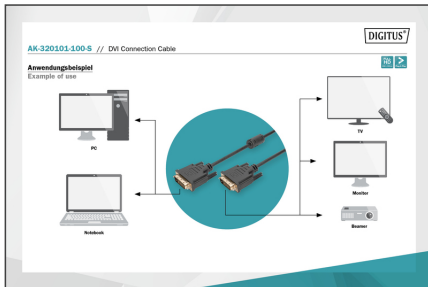 DIGITUS®
AK-320101-100-S // DVI Connection Cable
Anwendungsbeispiel
Example of use
PC
TV
Monitor
Notebook
Beamer